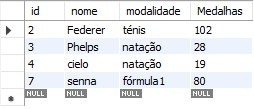 id nome modalidade Medalhas
2 Federer ténis 102
3 Phelps natação 28
4 cielo natação 19
7 senna fórmula1 80
NULL NULL NULL NULL